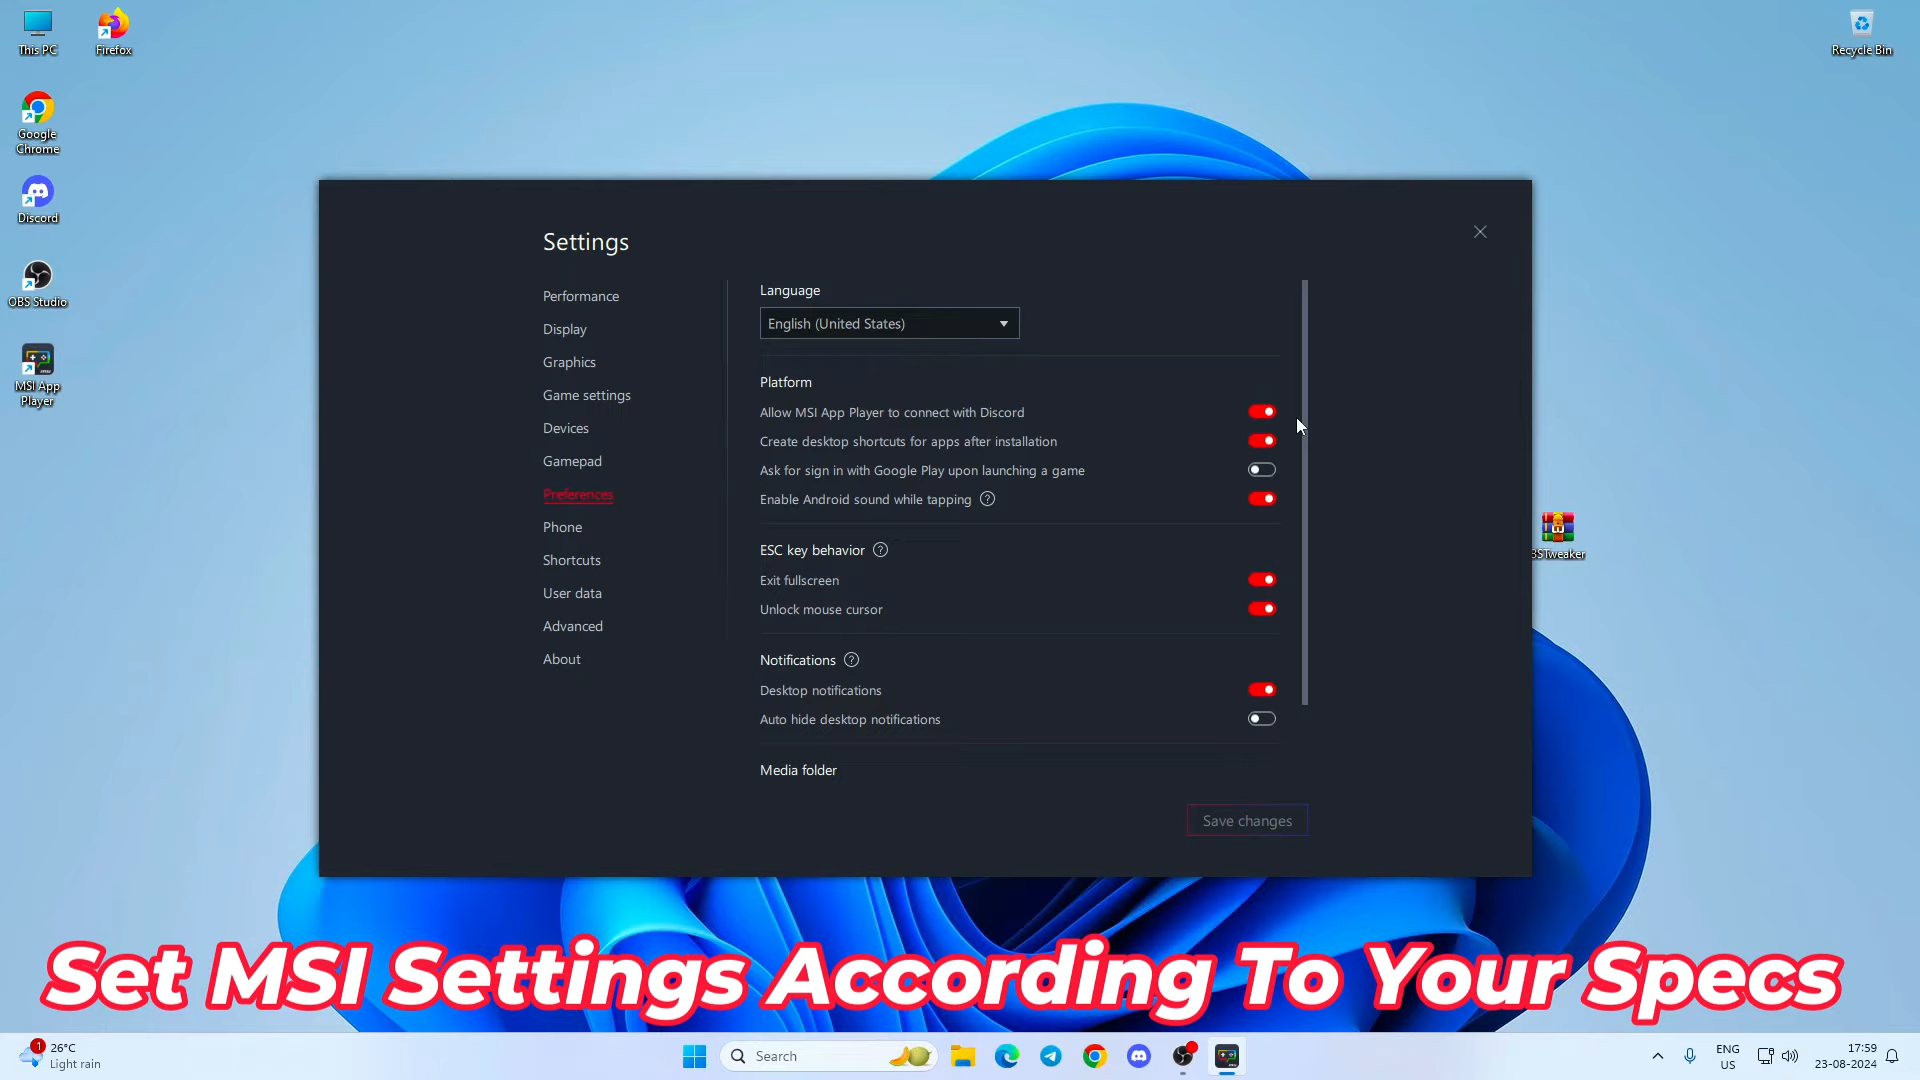 This PC
Firefox
Recycle Bin
Google
Chrome
Discord
OBS Studio
MSI App
Player
BSTweaker
Settings
Performance
Display
Graphics
Game settings
Devices
Gamepad
Preferences
Phone
Shortcuts
User data
Advanced
About
Language
English (United States)
Platform
Allow MSI App Player to connect with Discord
Create desktop shortcuts for apps after installation
Ask for sign in with Google Play upon launching a game
Enable Android sound while tapping ?
ESC key behavior ?
Exit fullscreen
Unlock mouse cursor
Notifications ?
Desktop notifications
Auto hide desktop notifications
Media folder
Save changes
Set MSI Settings According To Your Specs
1
26°C
Light rain
Search
ENG
US
17:59
23-08-2024